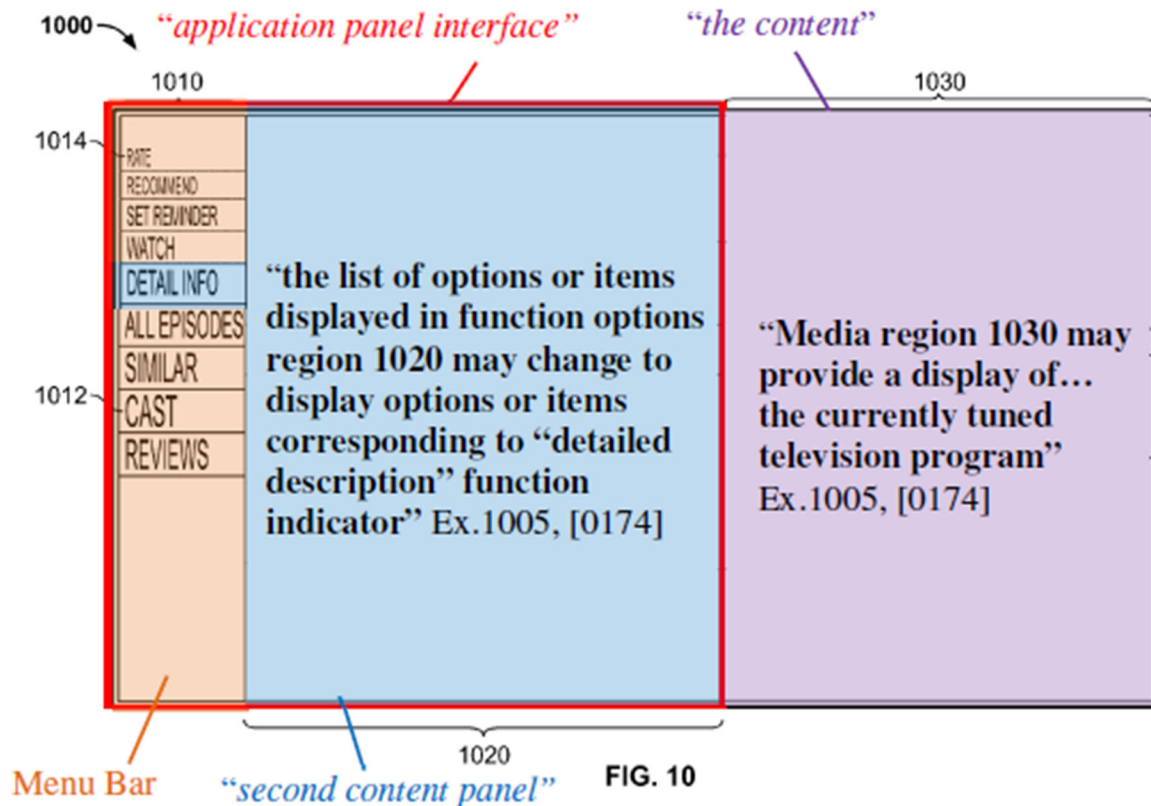 1000 “application panel interface” “the content”
1010 1030
1014
RATE
RECOMMEND
SET REMINDER
WATCH
DETAIL INFO
ALL EPISODES
SIMILAR
1012
CAST
REVIEWS
“the list of options or items
displayed in function options
region 1020 may change to
display options or items
corresponding to “detailed
description” function
indicator” Ex.1005, [0174]
“Media region 1030 may
provide a display of…
the currently tuned
television program”
Ex.1005, [0174]
1020
Menu Bar “second content panel” FIG. 10